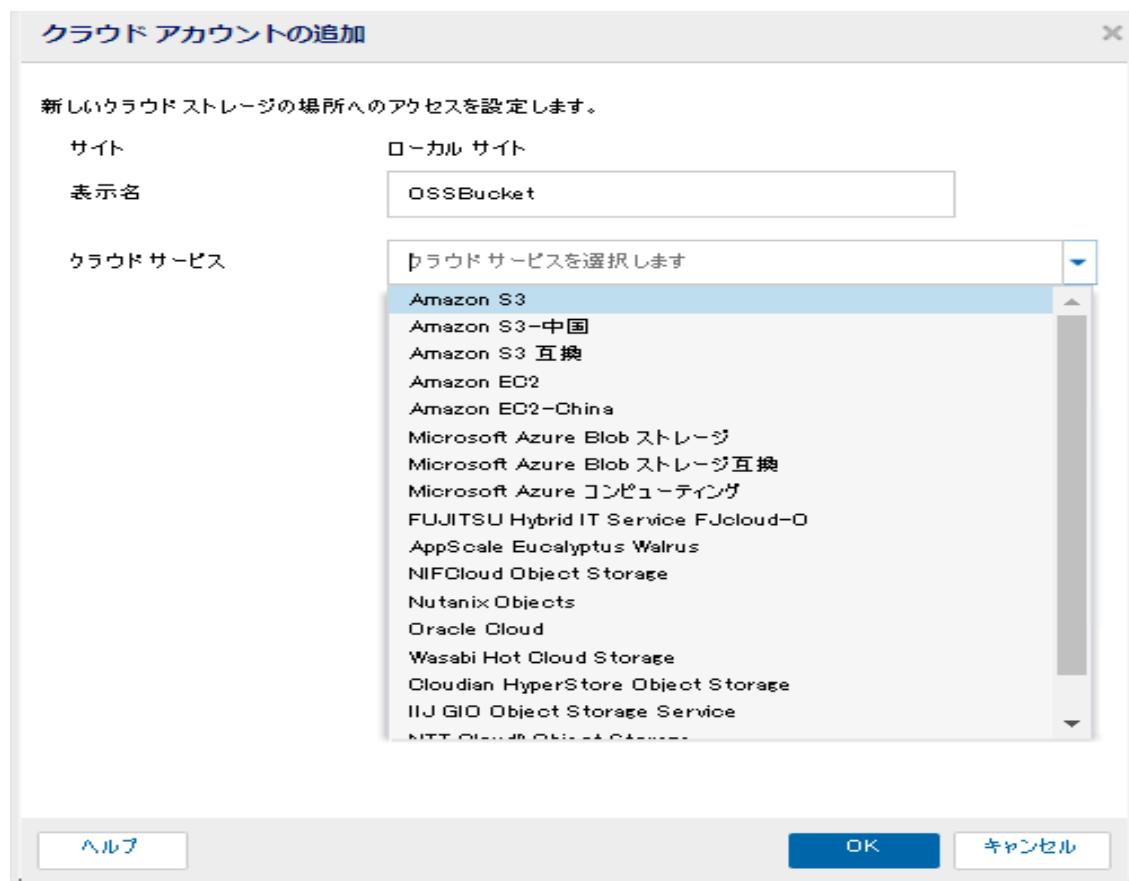 クラウド アカウントの追加
新しいクラウド ストレージの場所へのアクセスを設定します。
サイト ローカル サイト
表示名 OSSBucket
クラウド サービス クラウド サービスを選択します
Amazon S3
Amazon S3-中国
Amazon S3 互換
Amazon EC2
Amazon EC2-China
Microsoft Azure Blob ストレージ
Microsoft Azure Blob ストレージ互換
Microsoft Azure コンピューティング
FUJITSU Hybrid IT Service FJcloud-O
AppScale Eucalyptus Walrus
NIFCloud Object Storage
Nutanix Objects
Oracle Cloud
Wasabi Hot Cloud Storage
Cloudian HyperStore Object Storage
IIJ GIO Object Storage Service
ヘルプ OK キャンセル